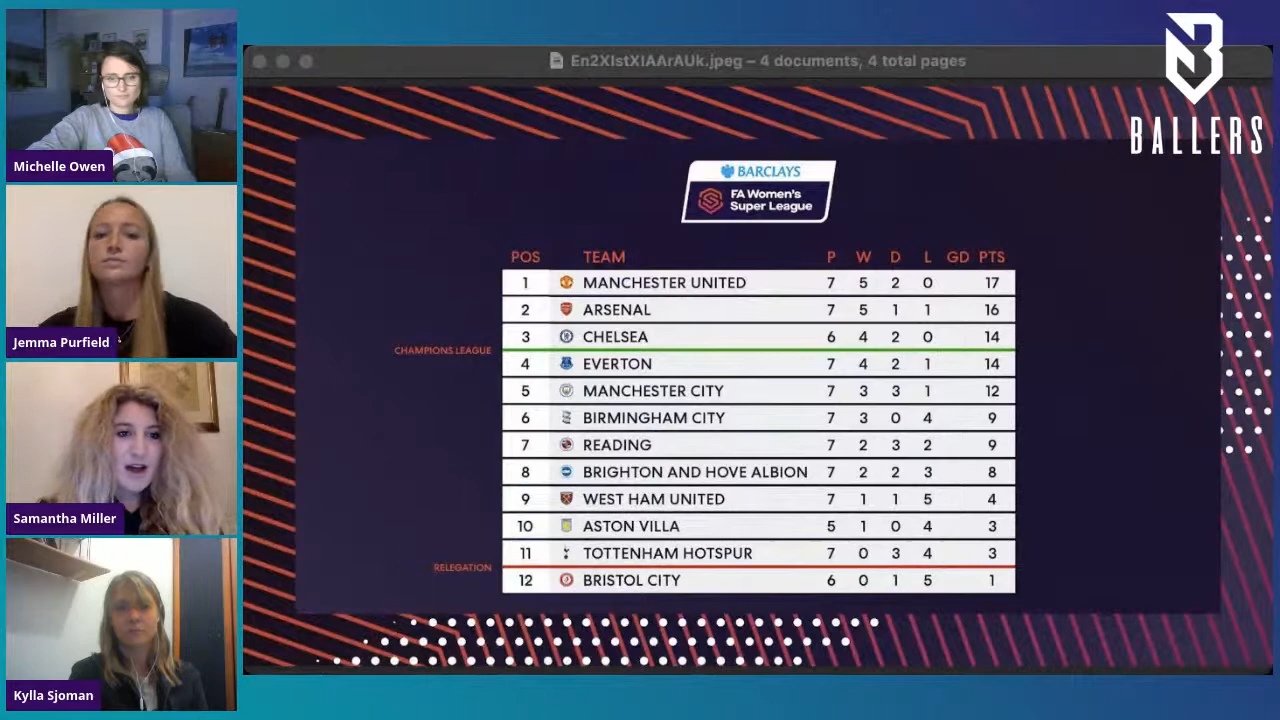 Michelle Owen
Jemma Purfield
Samantha Miller
Kylla Sjoman
En2XIstXIAArAUk.jpeg – 4 documents, 4 total pages
BALLERS
BARCLAYS
FA Women's
Super League
POS TEAM P W D L GD PTS
1 MANCHESTER UNITED 7 5 2 0 17
2 ARSENAL 7 5 1 1 16
3 CHELSEA 6 4 2 0 14
CHAMPIONS LEAGUE
4 EVERTON 7 4 2 1 14
5 MANCHESTER CITY 7 3 3 1 12
6 BIRMINGHAM CITY 7 3 0 4 9
7 READING 7 2 3 2 9
8 BRIGHTON AND HOVE ALBION 7 2 2 3 8
9 WEST HAM UNITED 7 1 1 5 4
10 ASTON VILLA 5 1 0 4 3
11 TOTTENHAM HOTSPUR 7 0 3 4 3
RELEGATION
12 BRISTOL CITY 6 0 1 5 1